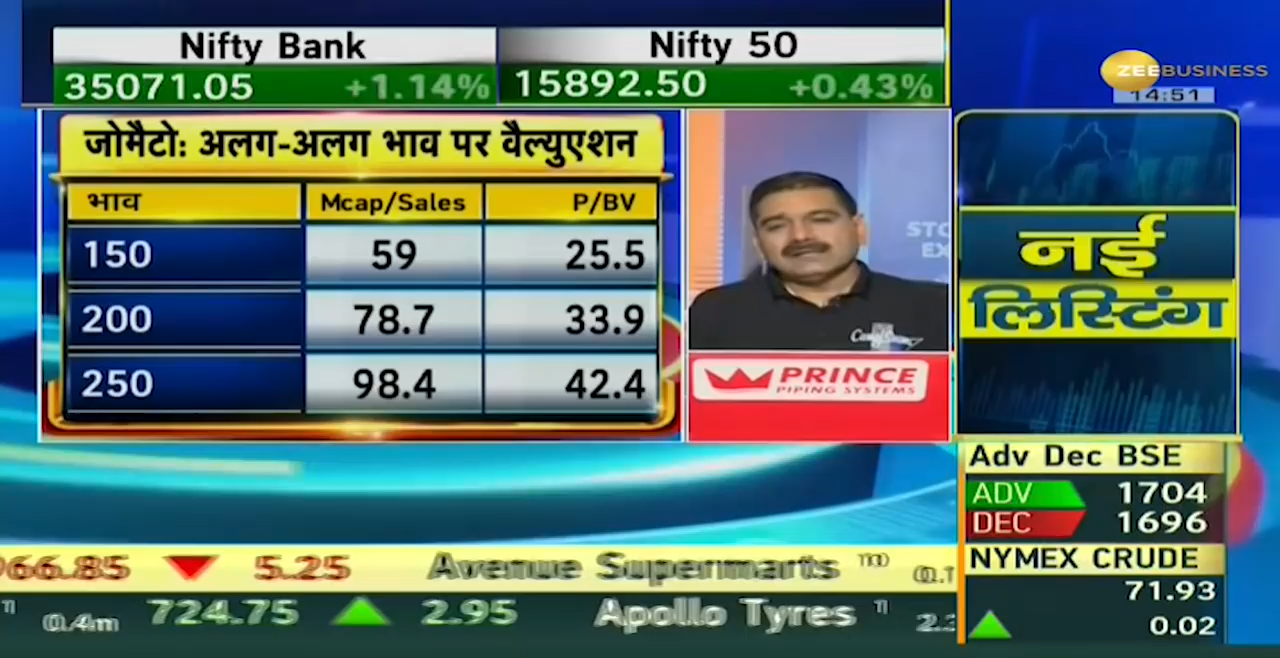 Nifty Bank
35071.05 +1.14%
Nifty 50
15892.50 +0.43%
ZEEBUSINESS
14:51
जोमैटो: अलग-अलग भाव पर वैल्युएशन
भाव Mcap/Sales P/BV
150 59 25.5
200 78.7 33.9
250 98.4 42.4
PRINCE
PIPING SYSTEMS
नई
लिस्टिंग
Adv Dec BSE
ADV 1704
DEC 1696
NYMEX CRUDE
71.93
0.02
66.85 5.25 Avenue Supermarts
0.4m 724.75 2.95 Apollo Tyres